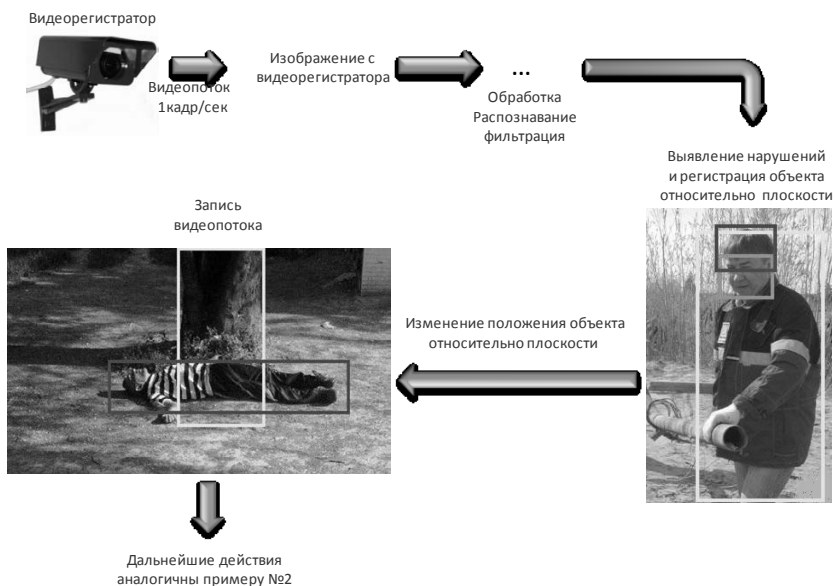 Видеорегистратор
Видеопоток
1кадр/сек
Изображение с
видеорегистратора
...
Обработка
Распознавание
фильтрация
Выявление нарушений
и регистрация объекта
относительно плоскости
Изменение положения объекта
относительно плоскости
Запись
видеопотока
Дальнейшие действия
аналогичны примеру №2